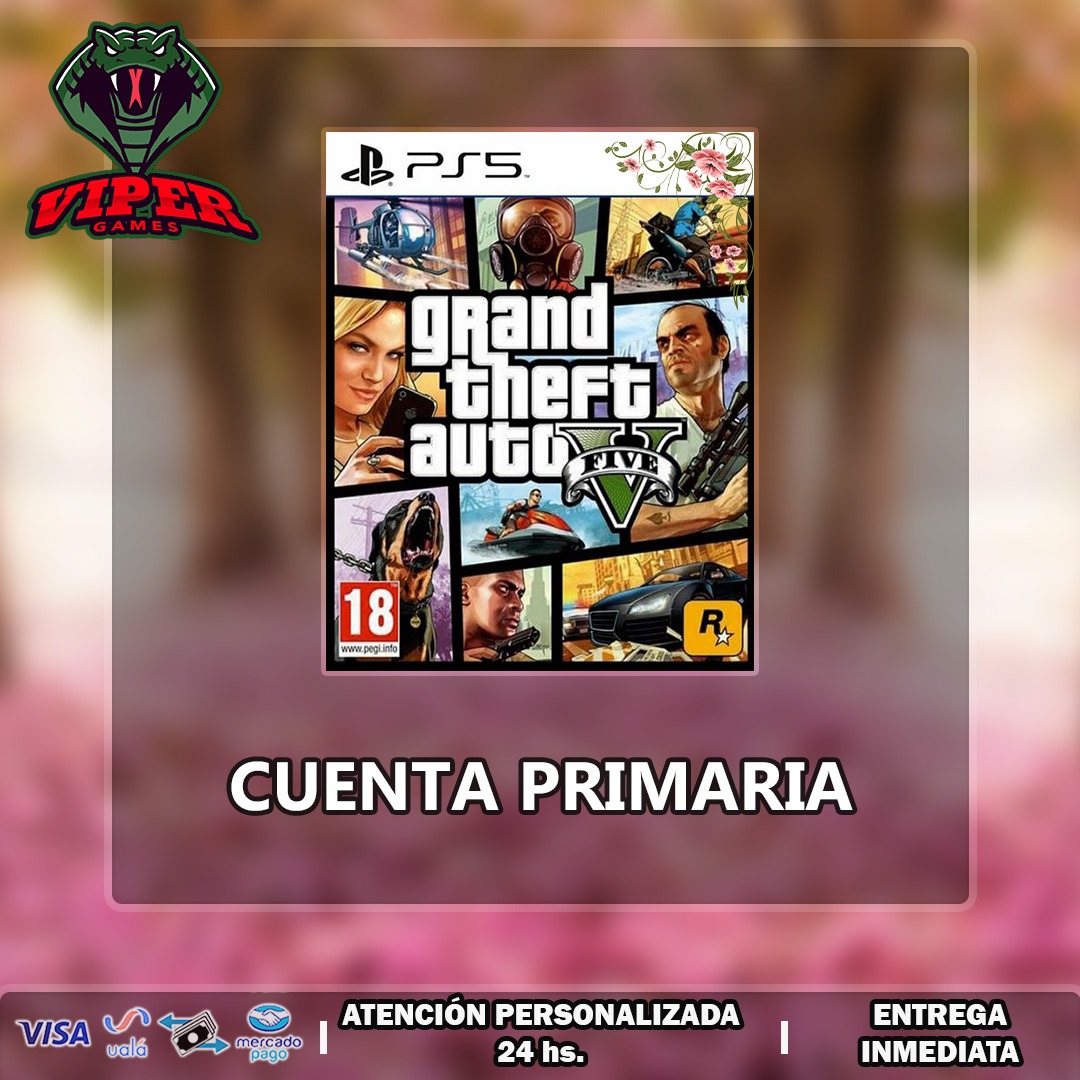 VIPER
GAMES
PS5
grand
theft
auto
FIVE
18
www.pegi.info
R
CUENTA PRIMARIA
VISA
ualá
mercado
pago
ATENCIÓN PERSONALIZADA
24 hs.
ENTREGA
INMEDIATA